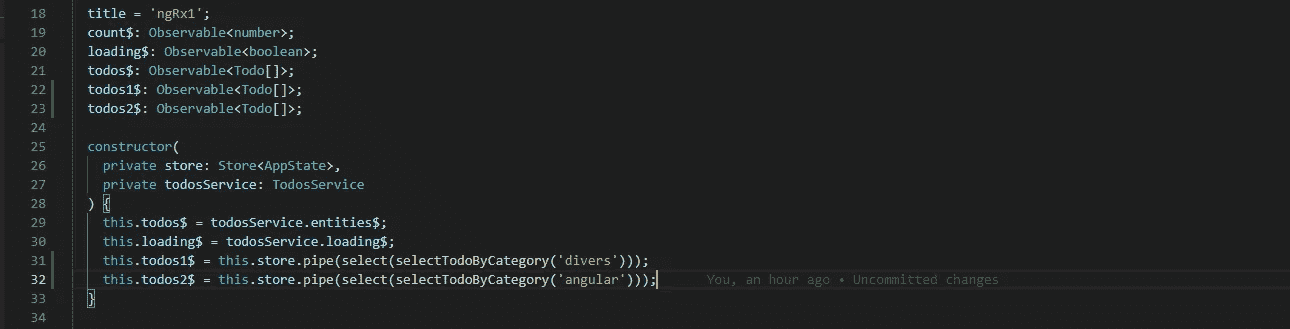 18 title = 'ngRx1';
19 count$: Observable<number>;
20 loading$: Observable<boolean>;
21 todos$: Observable<Todo[]>;
22 todos1$: Observable<Todo[]>;
23 todos2$: Observable<Todo[]>;
24
25 constructor(
26 private store: Store<AppState>,
27 private todosService: TodosService
28 ) {
29 this.todos$ = todosService.entities$;
30 this.loading$ = todosService.loading$;
31 this.todos1$ = this.store.pipe(select(selectTodoByCategory('divers')));
32 this.todos2$ = this.store.pipe(select(selectTodoByCategory('angular'))); You, an hour ago • Uncommitted changes
33 }
34